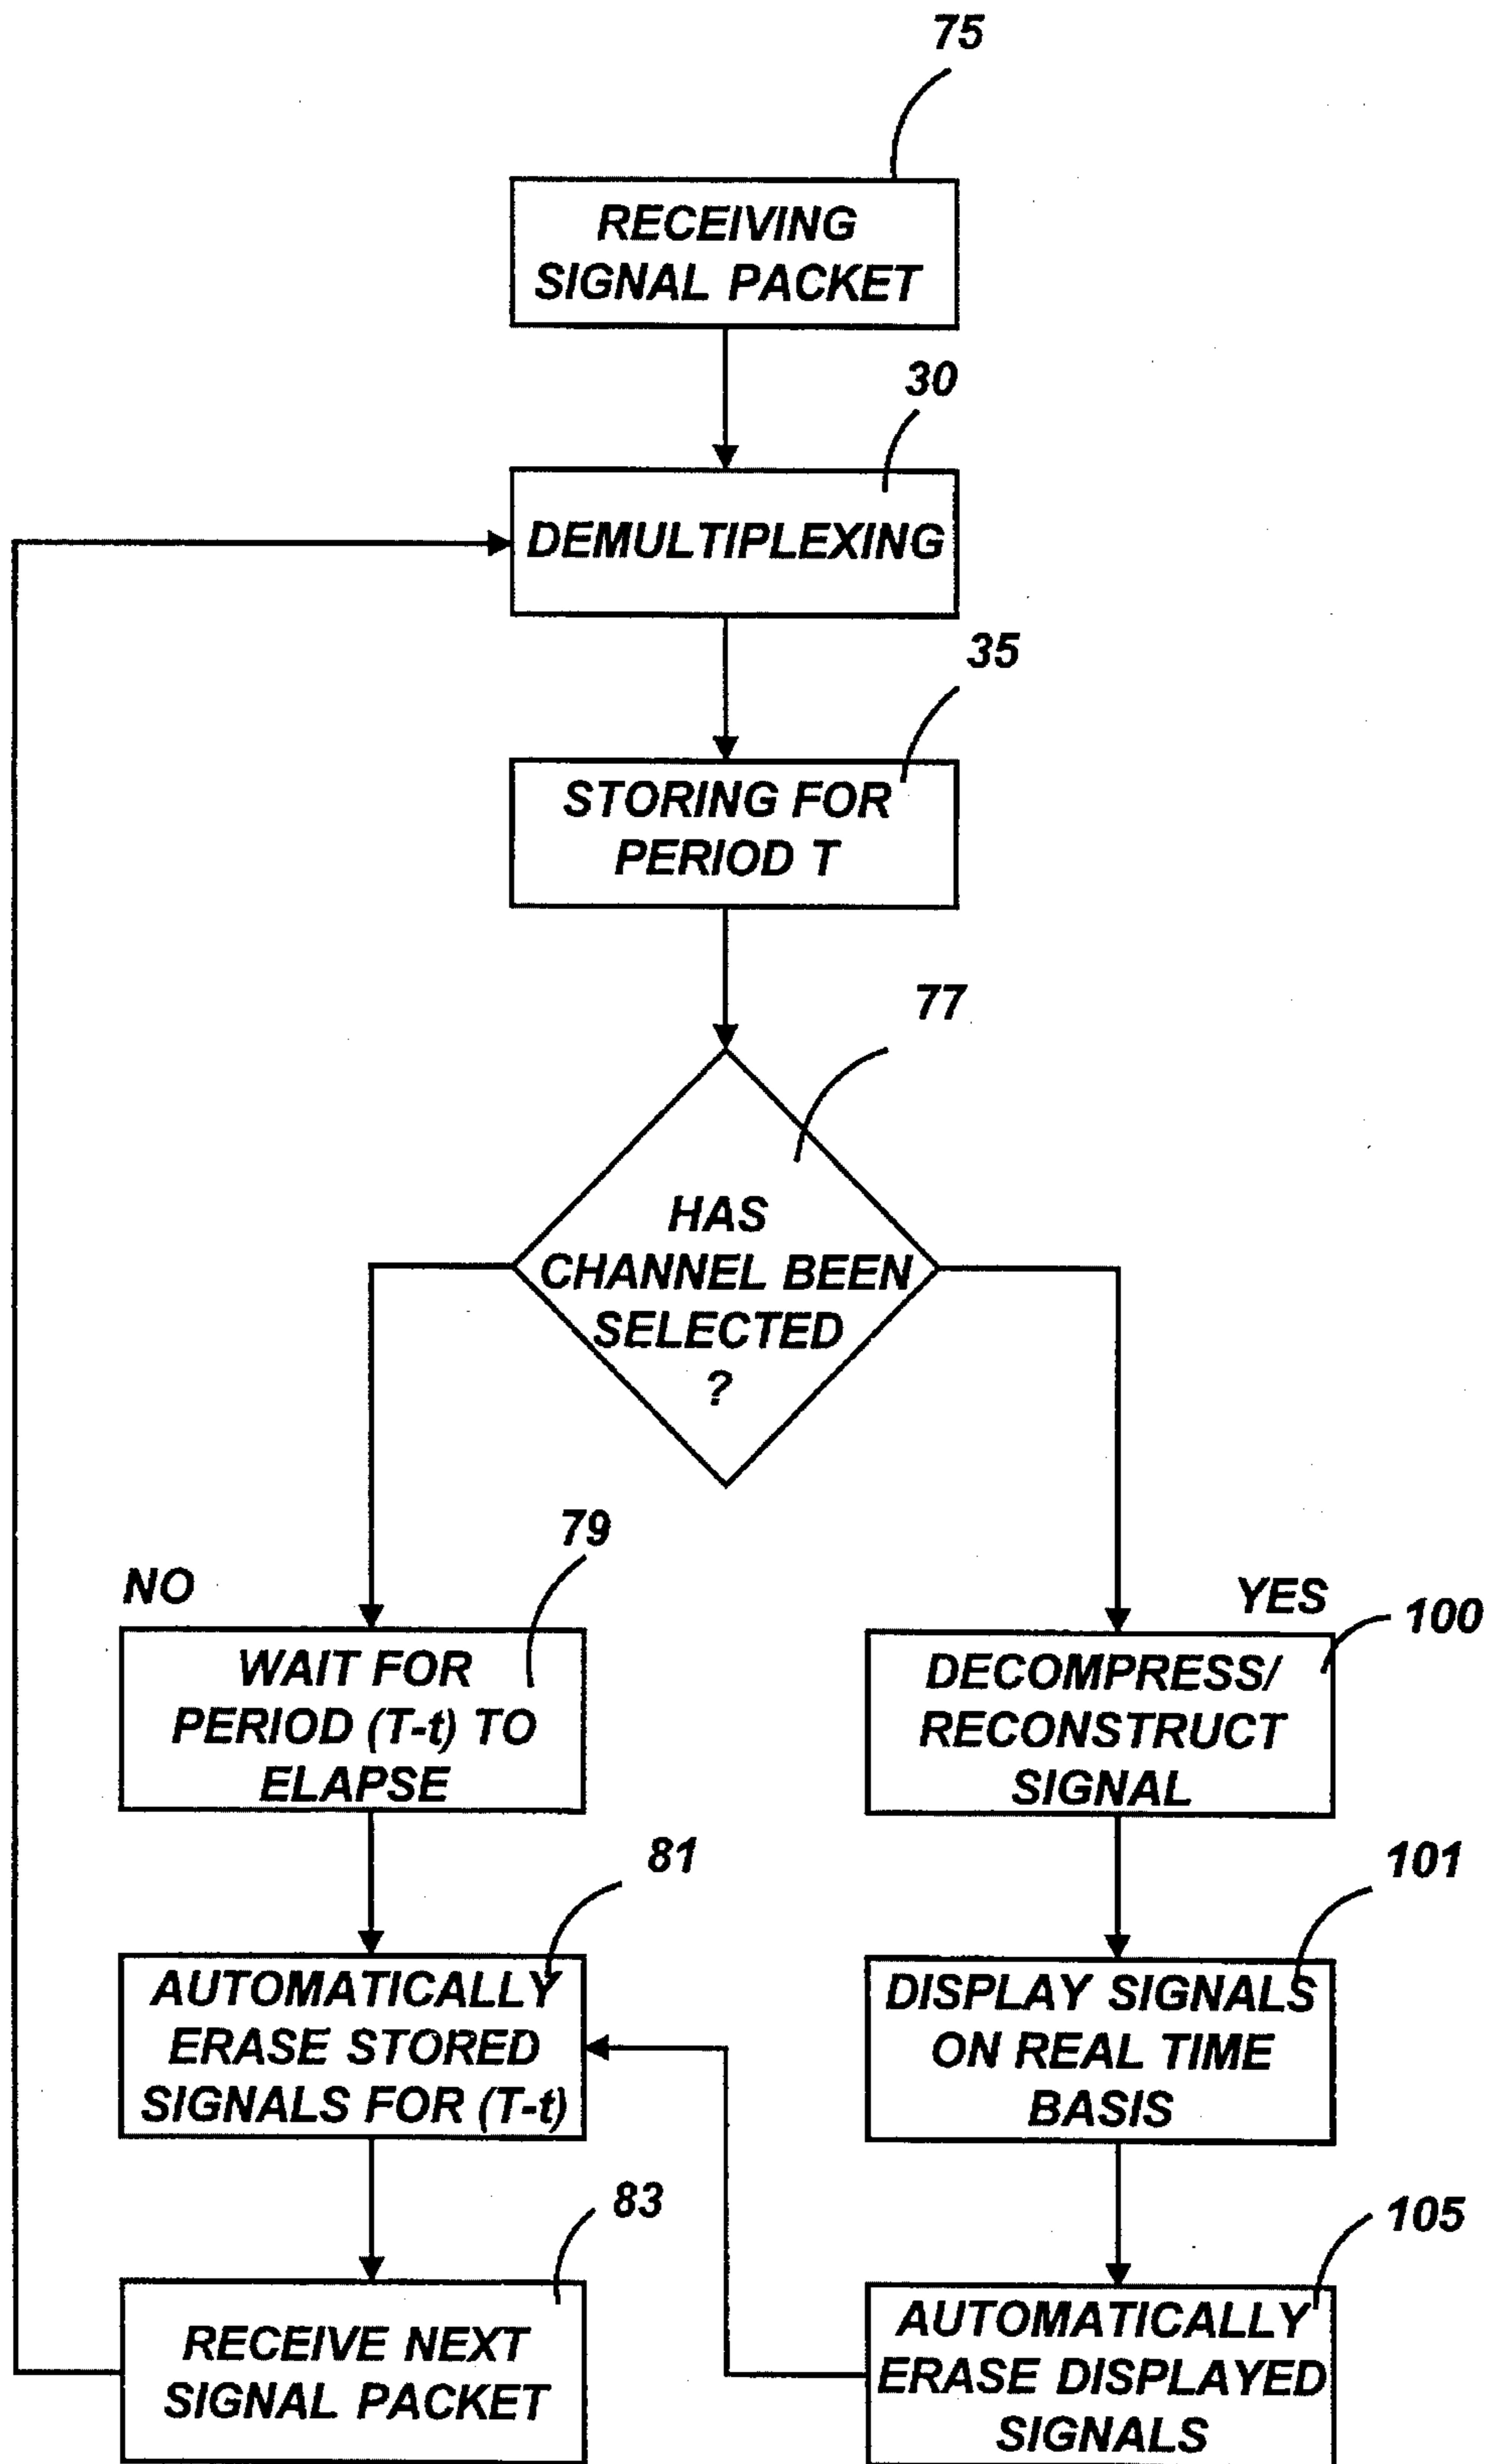 75
RECEIVING
SIGNAL PACKET
30
DEMULTIPLEXING
35
STORING FOR
PERIOD T
77
HAS
CHANNEL BEEN
SELECTED
?
79
NO
WAIT FOR
PERIOD (T-t) TO
ELAPSE
YES
100
DECOMPRESS/
RECONSTRUCT
SIGNAL
81
AUTOMATICALLY
ERASE STORED
SIGNALS FOR (T-t)
101
DISPLAY SIGNALS
ON REAL TIME
BASIS
83
RECEIVE NEXT
SIGNAL PACKET
105
AUTOMATICALLY
ERASE DISPLAYED
SIGNALS